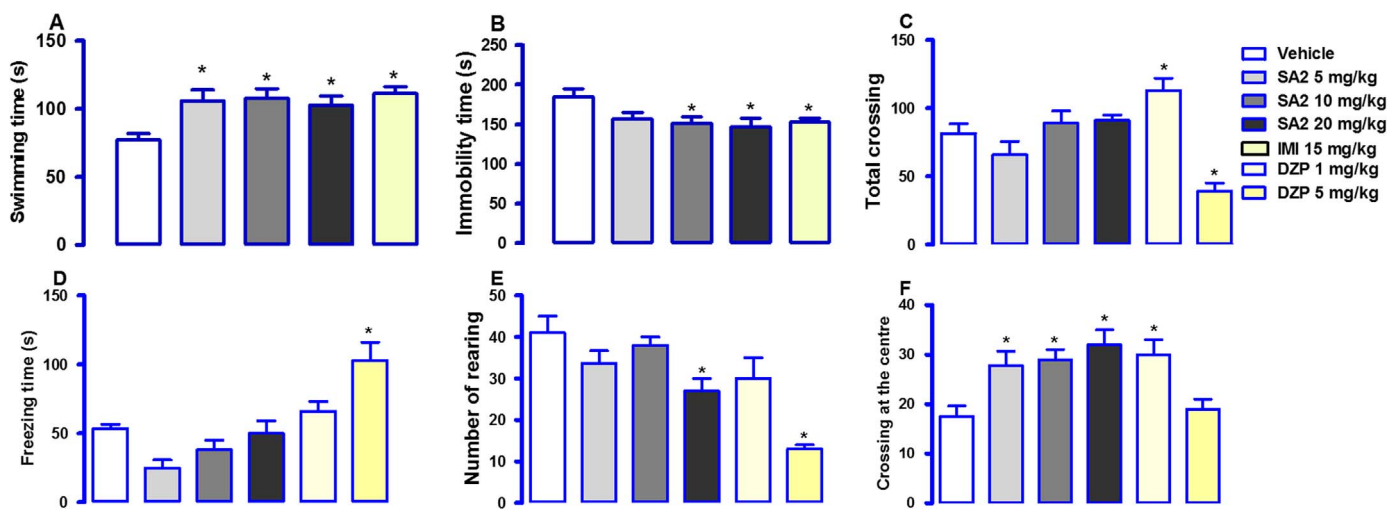 A
Swimming time (s)
150
100
50
0
*
*
*
*
B
Immobility time (s)
250
200
150
100
50
0
*
*
*
C
Total crossing
150
100
50
0
*
*
Vehicle
SA2 5 mg/kg
SA2 10 mg/kg
SA2 20 mg/kg
IMI 15 mg/kg
DZP 1 mg/kg
DZP 5 mg/kg
D
Freezing time (s)
150
100
50
0
*
E
Number of rearing
50
40
30
20
10
0
*
*
F
Crossing at the centre
40
30
20
10
0
*
*
*
*